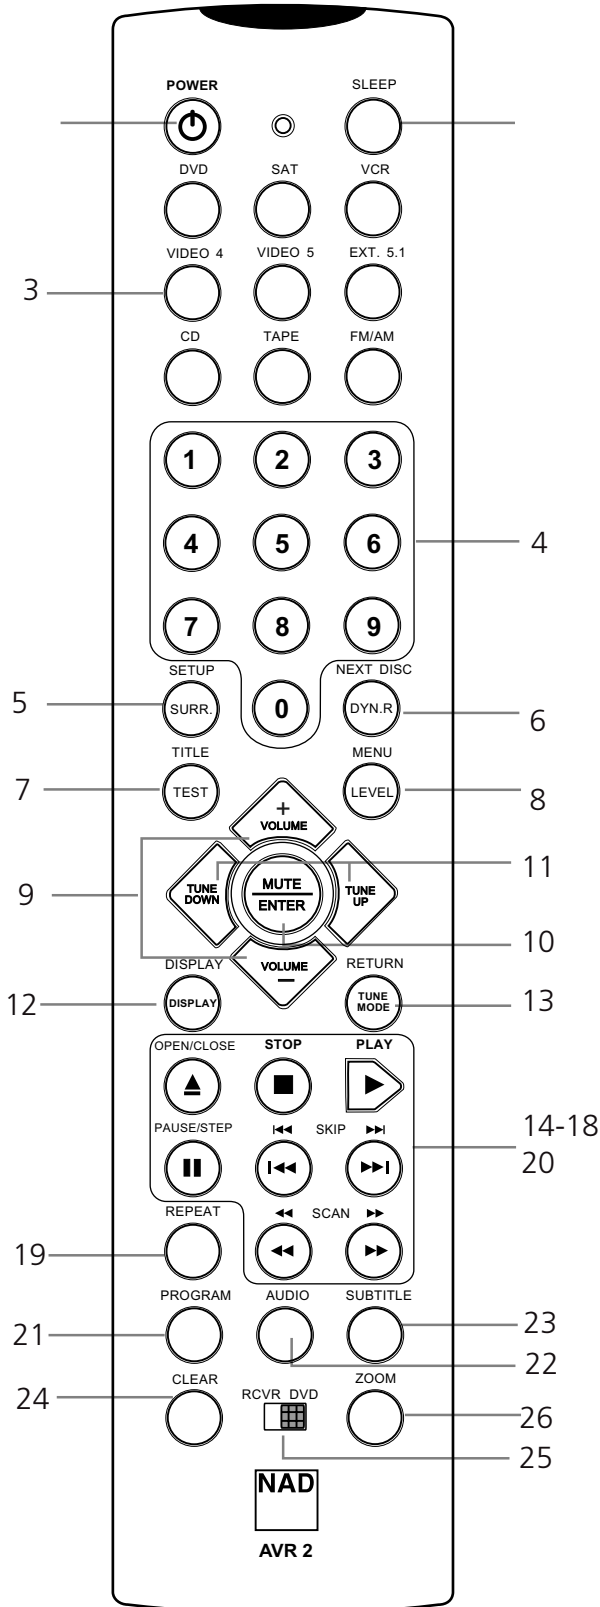 POWER SLEEP
DVD SAT VCR
VIDEO 4 VIDEO 5 EXT. 5.1
3
CD TAPE FM/AM
1 2 3
4 5 6
4
7 8 9
SETUP NEXT DISC
5 SURR. 0 DYN.R 6
TITLE MENU
7 TEST LEVEL 8
+
VOLUME
9 TUNE DOWN MUTE ENTER TUNE UP 11
10
DISPLAY VOLUME RETURN
–
12 DISPLAY TUNE MODE 13
OPEN/CLOSE STOP PLAY
14-18
PAUSE/STEP SKIP
20
REPEAT SCAN
19
PROGRAM AUDIO SUBTITLE
21 23
22
CLEAR RCVR DVD ZOOM
24 26
25
NAD
AVR 2